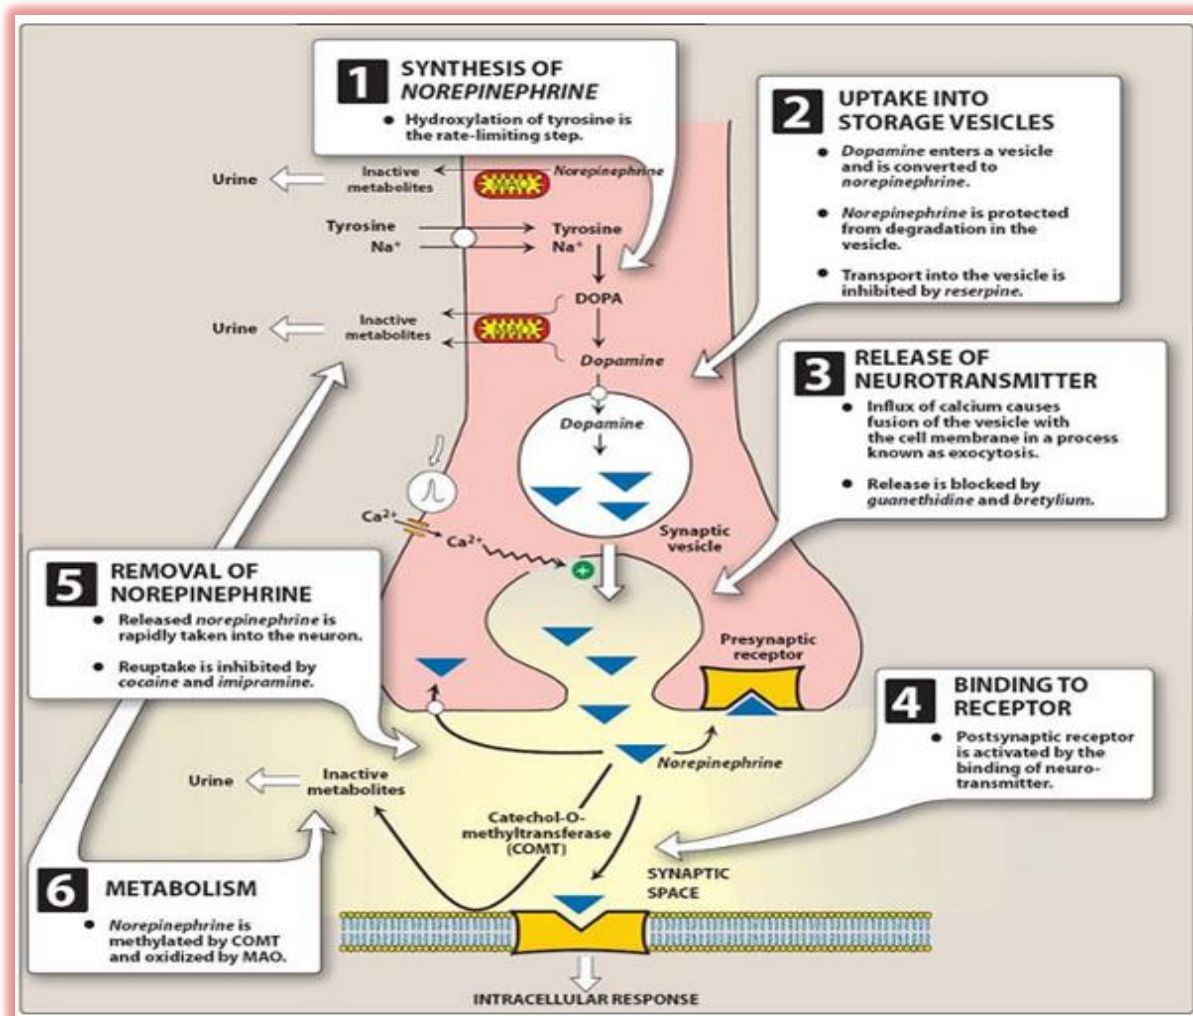 1 SYNTHESIS OF
NOREPINEPHRINE
• Hydroxylation of tyrosine is
the rate-limiting step.
2 UPTAKE INTO
STORAGE VESICLES
• Dopamine enters a vesicle
and is converted to
norepinephrine.
• Norepinephrine is protected
from degradation in the
vesicle.
• Transport into the vesicle is
inhibited by reserpine.
Urine
Inactive
metabolites
MAO
Norepinephrine
Tyrosine
Tyrosine
Na⁺
Na⁺
DOPA
Urine
Inactive
metabolites
MAO
Dopamine
Dopamine
3 RELEASE OF
NEUROTRANSMITTER
• Influx of calcium causes
fusion of the vesicle with
the cell membrane in a process
known as exocytosis.
• Release is blocked by
guanethidine and bretylium.
Ca²⁺
Ca²⁺
Synaptic
vesicle
+
5 REMOVAL OF
NOREPINEPHRINE
• Released norepinephrine is
rapidly taken into the neuron.
• Reuptake is inhibited by
cocaine and imipramine.
Presynaptic
receptor
4 BINDING TO
RECEPTOR
• Postsynaptic receptor
is activated by the
binding of neuro-
transmitter.
Norepinephrine
Urine
Inactive
metabolites
Catechol-O-
methyltransferase
(COMT)
SYNAPTIC
SPACE
6 METABOLISM
• Norepinephrine is
methylated by COMT
and oxidized by MAO.
INTRACELLULAR RESPONSE